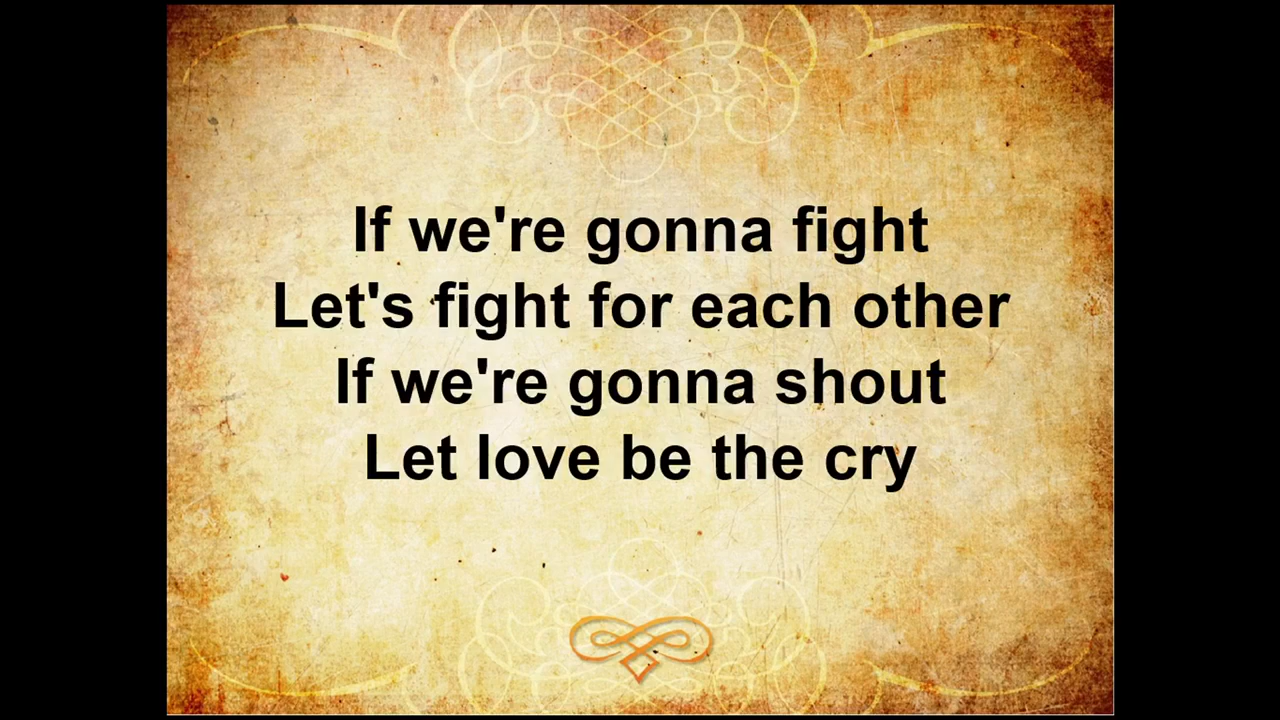 If we're gonna fight
Let's fight for each other
If we're gonna shout
Let love be the cry